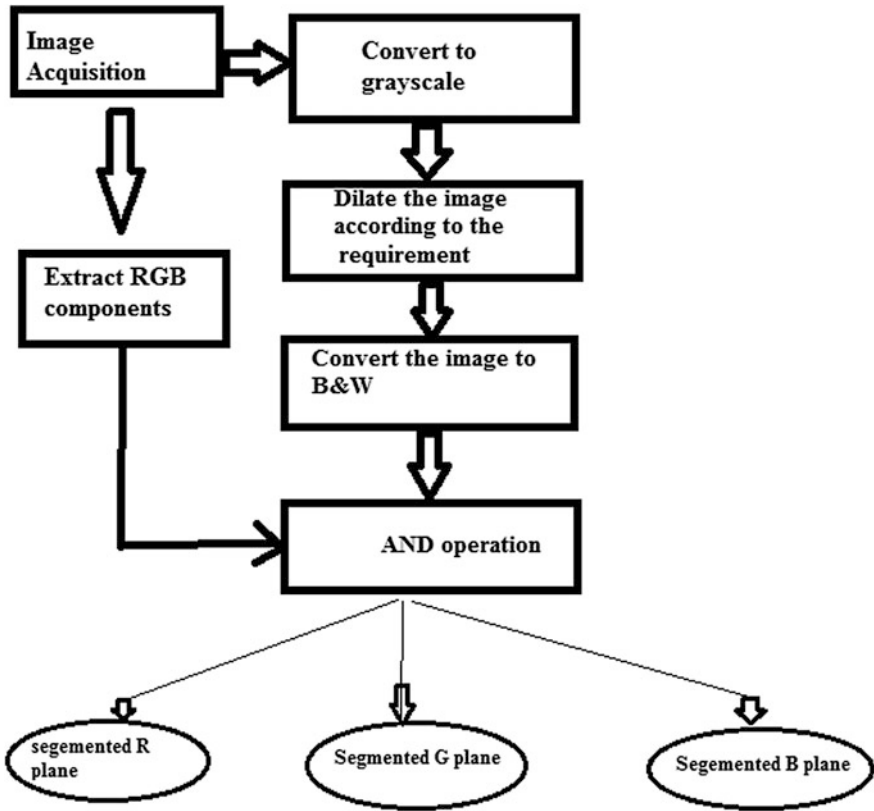 Image
Acquisition
Convert to
grayscale
Dilate the image
according to the
requirement
Extract RGB
components
Convert the image to
B&W
AND operation
segemented R
plane
Segmented G plane
Segemented B plane